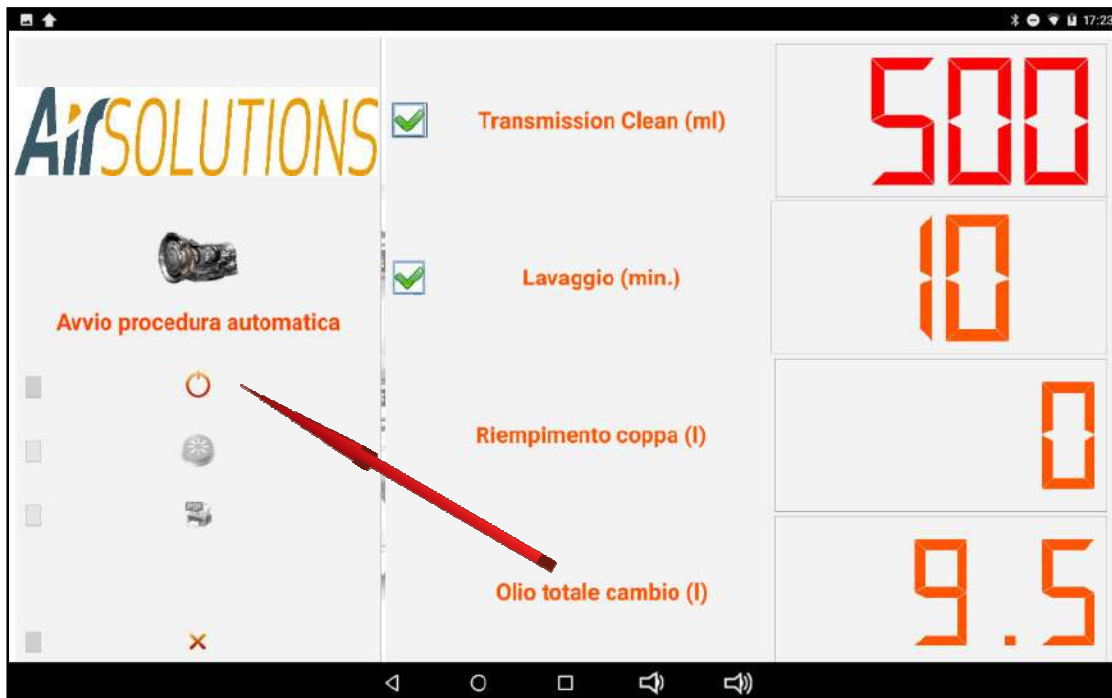 17:23
AirSOLUTIONS
Avvio procedura automatica
PDF
Transmission Clean (ml)
500
Lavaggio (min.)
10
Riempimento coppa (l)
0
Olio totale cambio (l)
9.5